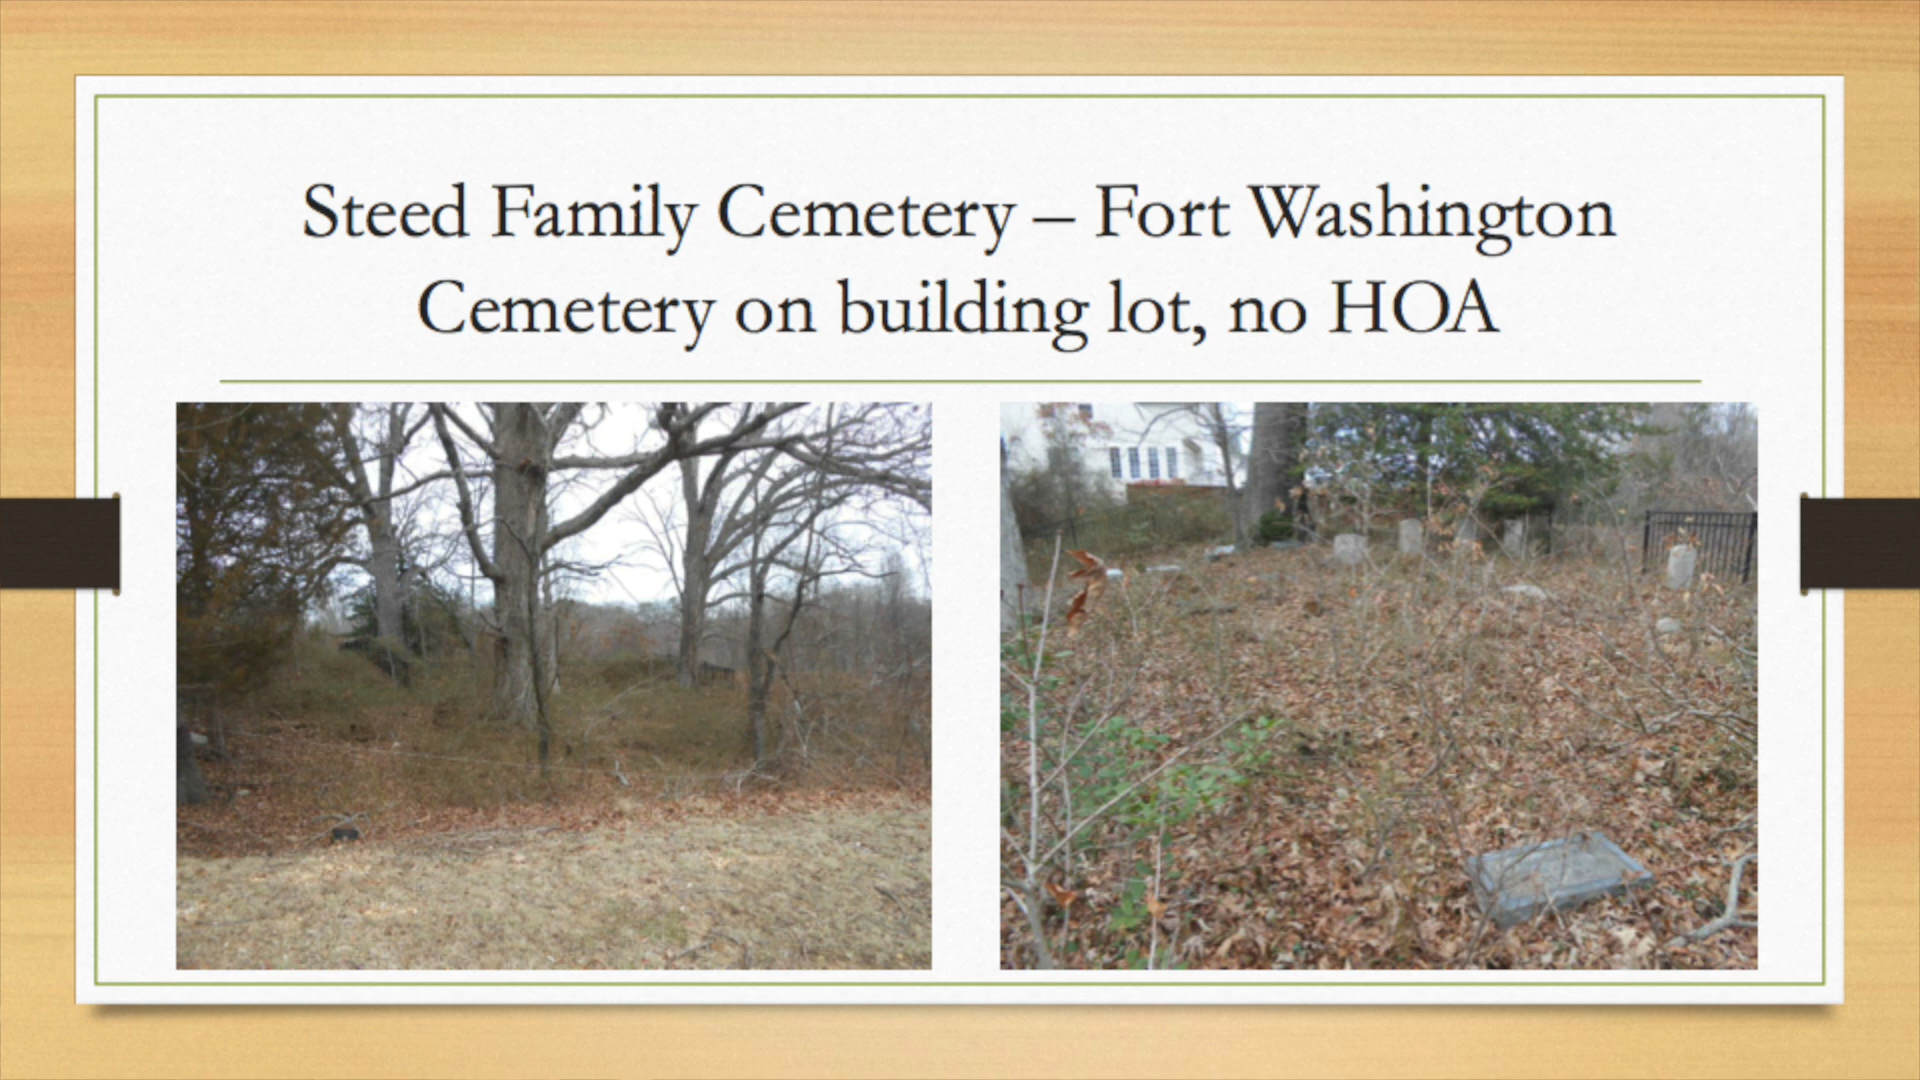 Steed Family Cemetery – Fort Washington
Cemetery on building lot, no HOA